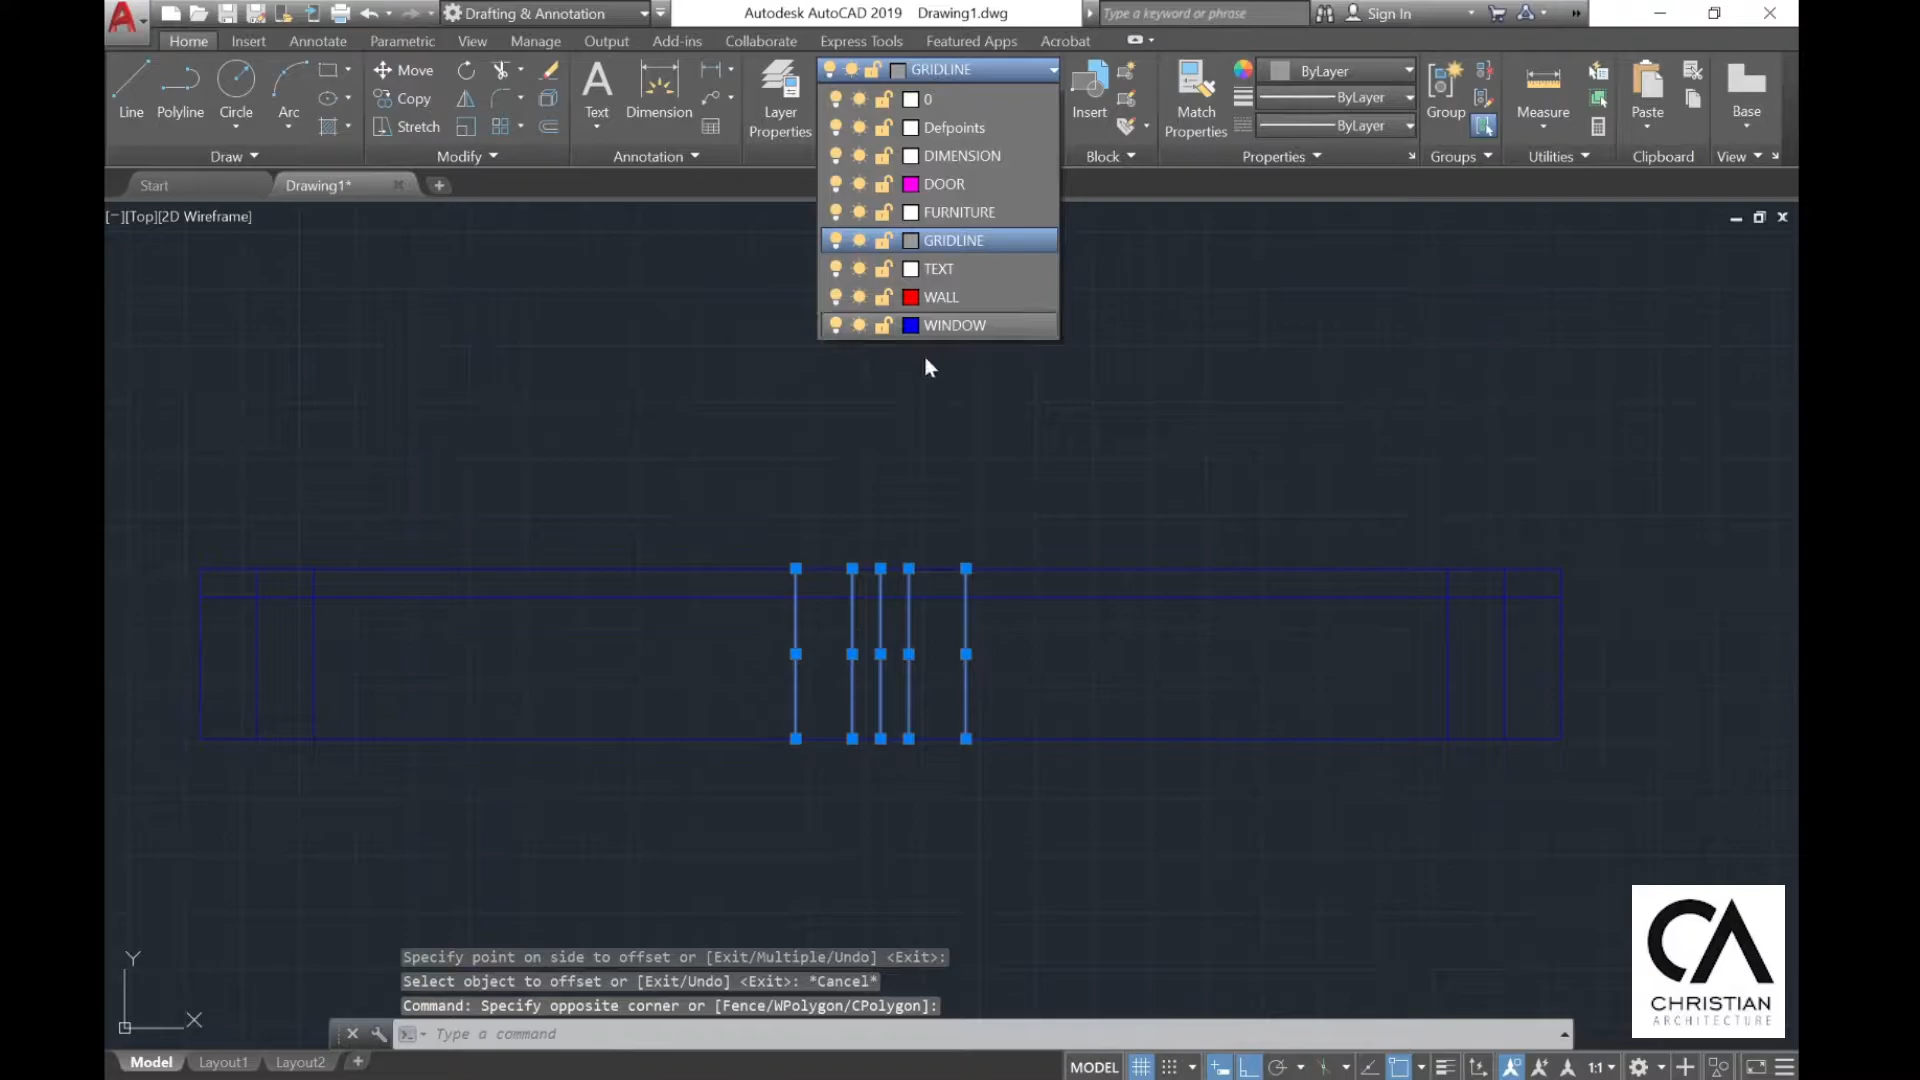 Drafting & Annotation
Autodesk AutoCAD 2019 Drawing1.dwg
Type a keyword or phrase
Sign In
Home Insert Annotate Parametric View Manage Output Add-ins Collaborate Express Tools Featured Apps Acrobat
Line Polyline Circle Arc
Draw
Move
Copy
Stretch
Modify
Text Dimension
Annotation
Layer
Properties
GRIDLINE
0
Defpoints
DIMENSION
DOOR
FURNITURE
GRIDLINE
TEXT
WALL
WINDOW
Insert
Block
Match
Properties
ByLayer
ByLayer
ByLayer
Properties
Group
Groups
Measure
Utilities
Paste
Clipboard
Base
View
Start Drawing1*
[−][Top][2D Wireframe]
Y
X
Specify point on side to offset or [Exit/Multiple/Undo] <Exit>:
Select object to offset or [Exit/Undo] <Exit>: *Cancel*
Command: Specify opposite corner or [Fence/WPolygon/CPolygon]:
Type a command
CA
CHRISTIAN
ARCHITECTURE
Model Layout1 Layout2
MODEL 1:1